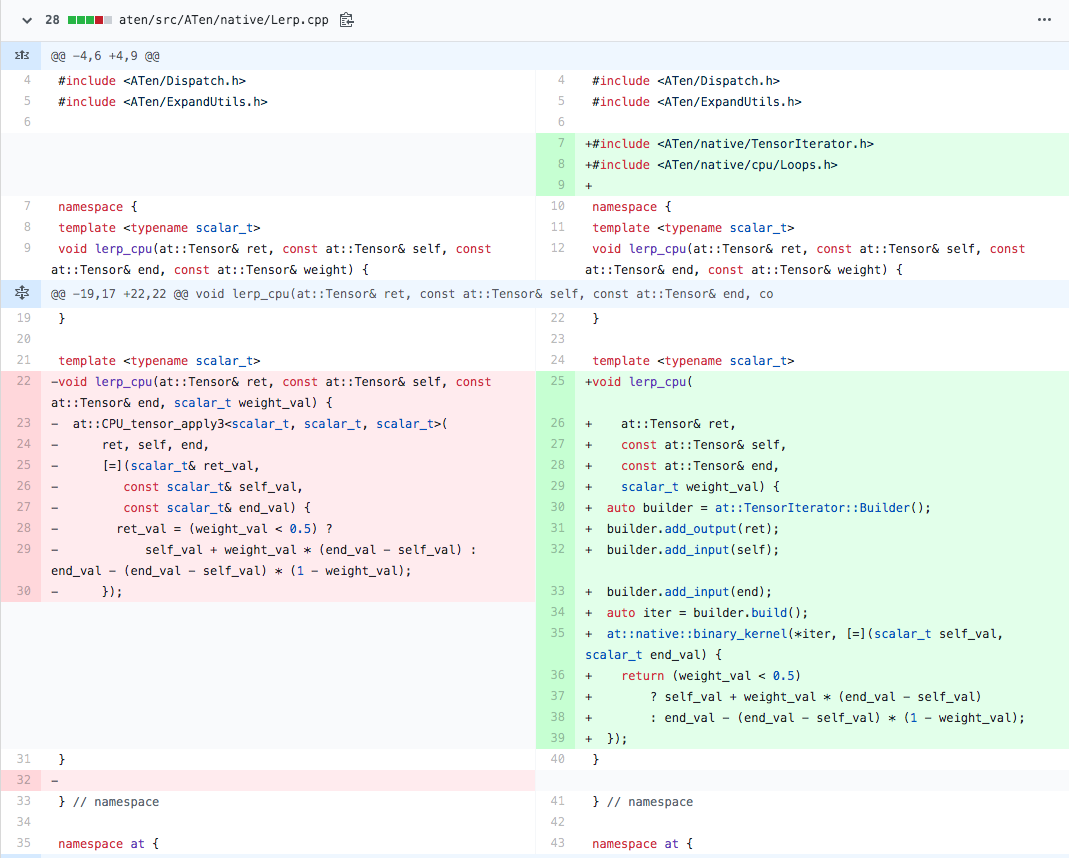 28 aten/src/ATen/native/Lerp.cpp
@@ -4,6 +4,9 @@
4 #include <ATen/Dispatch.h> 4 #include <ATen/Dispatch.h>
5 #include <ATen/ExpandUtils.h> 5 #include <ATen/ExpandUtils.h>
6 6
7 +#include <ATen/native/TensorIterator.h>
8 +#include <ATen/native/cpu/Loops.h>
9 +
7 namespace { 10 namespace {
8 template <typename scalar_t> 11 template <typename scalar_t>
9 void lerp_cpu(at::Tensor& ret, const at::Tensor& self, const 12 void lerp_cpu(at::Tensor& ret, const at::Tensor& self, const
at::Tensor& end, const at::Tensor& weight) { at::Tensor& end, const at::Tensor& weight) {
@@ -19,17 +22,22 @@ void lerp_cpu(at::Tensor& ret, const at::Tensor& self, const at::Tensor& end, co
19 } 22 }
20 23
21 template <typename scalar_t> 24 template <typename scalar_t>
22 -void lerp_cpu(at::Tensor& ret, const at::Tensor& self, const 25 +void lerp_cpu(
at::Tensor& end, scalar_t weight_val) {
23 - at::CPU_tensor_apply3<scalar_t, scalar_t, scalar_t>( 26 + at::Tensor& ret,
24 - ret, self, end, 27 + const at::Tensor& self,
25 - [=](scalar_t& ret_val, 28 + const at::Tensor& end,
26 - const scalar_t& self_val, 29 + scalar_t weight_val) {
27 - const scalar_t& end_val) { 30 + auto builder = at::TensorIterator::Builder();
28 - ret_val = (weight_val < 0.5) ? 31 + builder.add_output(ret);
29 - self_val + weight_val * (end_val - self_val) : 32 + builder.add_input(self);
end_val - (end_val - self_val) * (1 - weight_val);
30 - }); 33 + builder.add_input(end);
34 + auto iter = builder.build();
35 + at::native::binary_kernel(*iter, [=](scalar_t self_val,
scalar_t end_val) {
36 + return (weight_val < 0.5)
37 + ? self_val + weight_val * (end_val - self_val)
38 + : end_val - (end_val - self_val) * (1 - weight_val);
39 + });
31 } 40 }
32 -
33 } // namespace 41 } // namespace
34 42
35 namespace at { 43 namespace at {